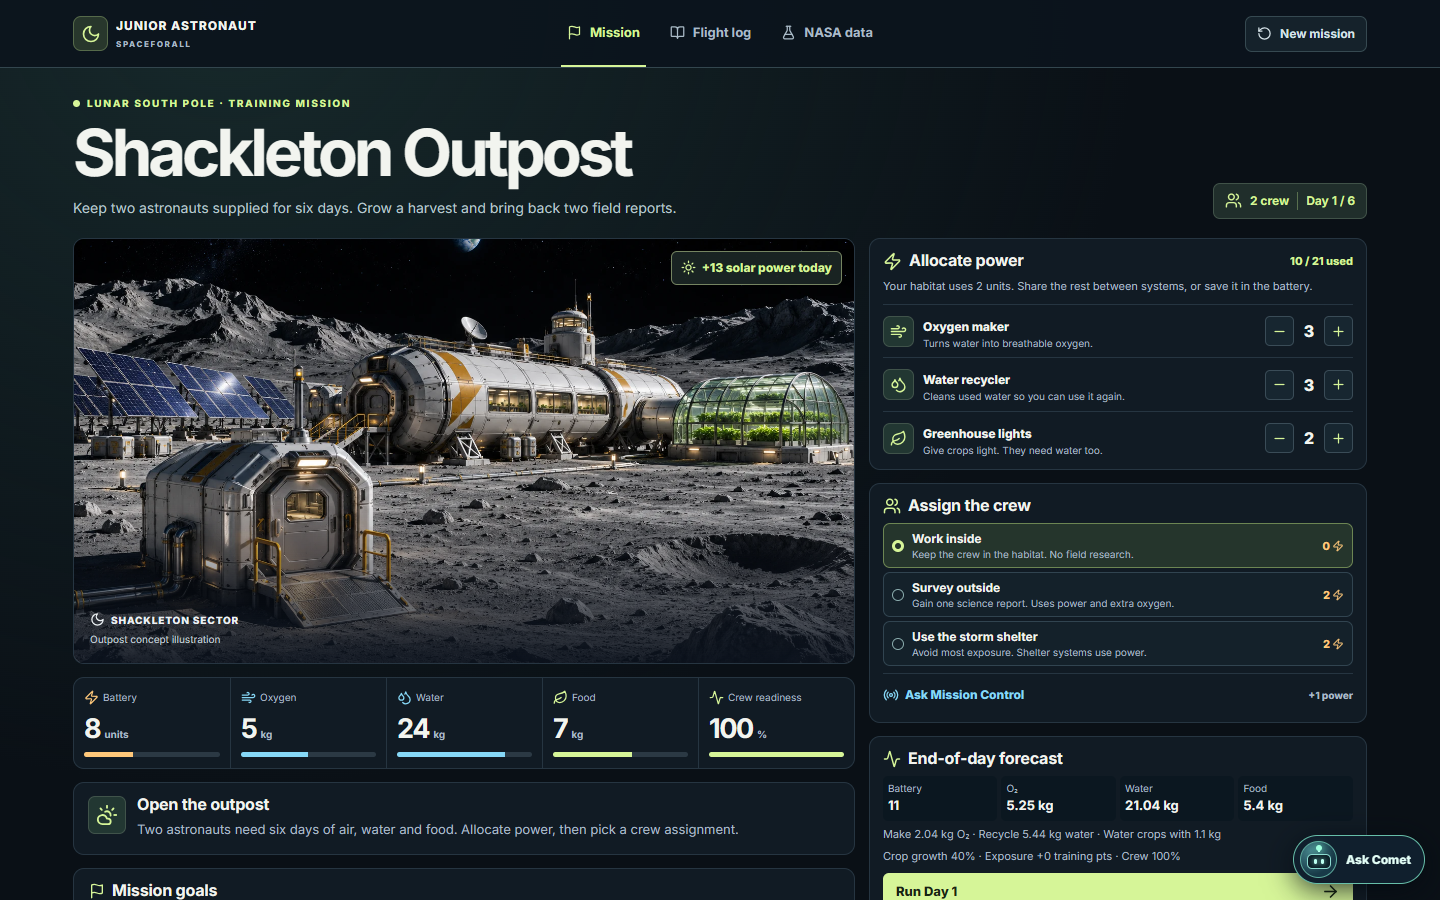 JUNIOR ASTRONAUT
SPACEFORALL
Mission
Flight log
NASA data
New mission
LUNAR SOUTH POLE · TRAINING MISSION
Shackleton Outpost
Keep two astronauts supplied for six days. Grow a harvest and bring back two field reports.
2 crew
Day 1 / 6
+13 solar power today
SHACKLETON SECTOR
Outpost concept illustration
Battery
8 units
Oxygen
5 kg
Water
24 kg
Food
7 kg
Crew readiness
100 %
Open the outpost
Two astronauts need six days of air, water and food. Allocate power, then pick a crew assignment.
Mission goals
Allocate power
10 / 21 used
Your habitat uses 2 units. Share the rest between systems, or save it in the battery.
Oxygen maker
Turns water into breathable oxygen.
− 3 +
Water recycler
Cleans used water so you can use it again.
− 3 +
Greenhouse lights
Give crops light. They need water too.
− 2 +
Assign the crew
Work inside
Keep the crew in the habitat. No field research.
0
Survey outside
Gain one science report. Uses power and extra oxygen.
2
Use the storm shelter
Avoid most exposure. Shelter systems use power.
2
Ask Mission Control
+1 power
End-of-day forecast
Battery
11
O₂
5.25 kg
Water
21.04 kg
Food
5.4 kg
Make 2.04 kg O₂ · Recycle 5.44 kg water · Water crops with 1.1 kg
Crop growth 40% · Exposure +0 training pts · Crew 100%
Run Day 1
Ask Comet